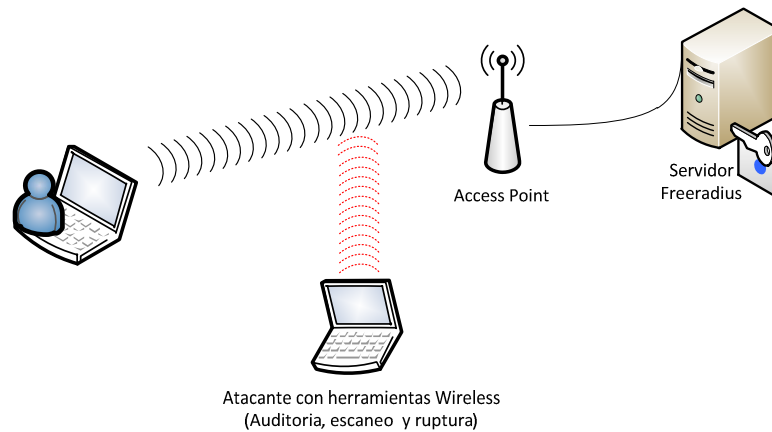 Access Point
Servidor
Freeradius
Atacante con herramientas Wireless
(Auditoria, escaneo y ruptura)